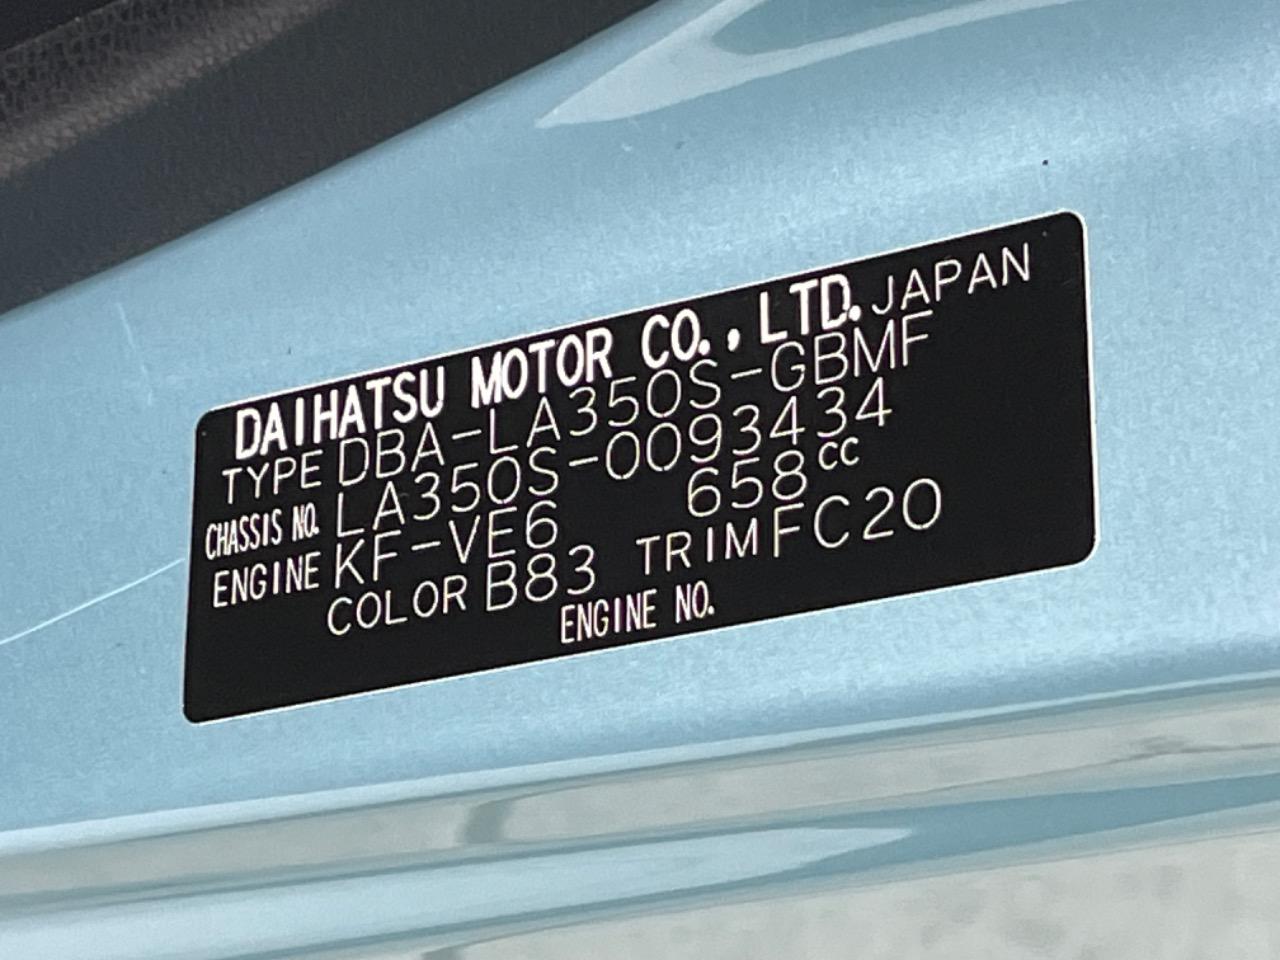 DAIHATSU MOTOR CO., LTD. JAPAN
TYPE DBA-LA350S-GBMF
CHASSIS NO. LA350S-0093434
ENGINE KF-VE6 658cc
COLOR B83 TRIM FC20
ENGINE NO.